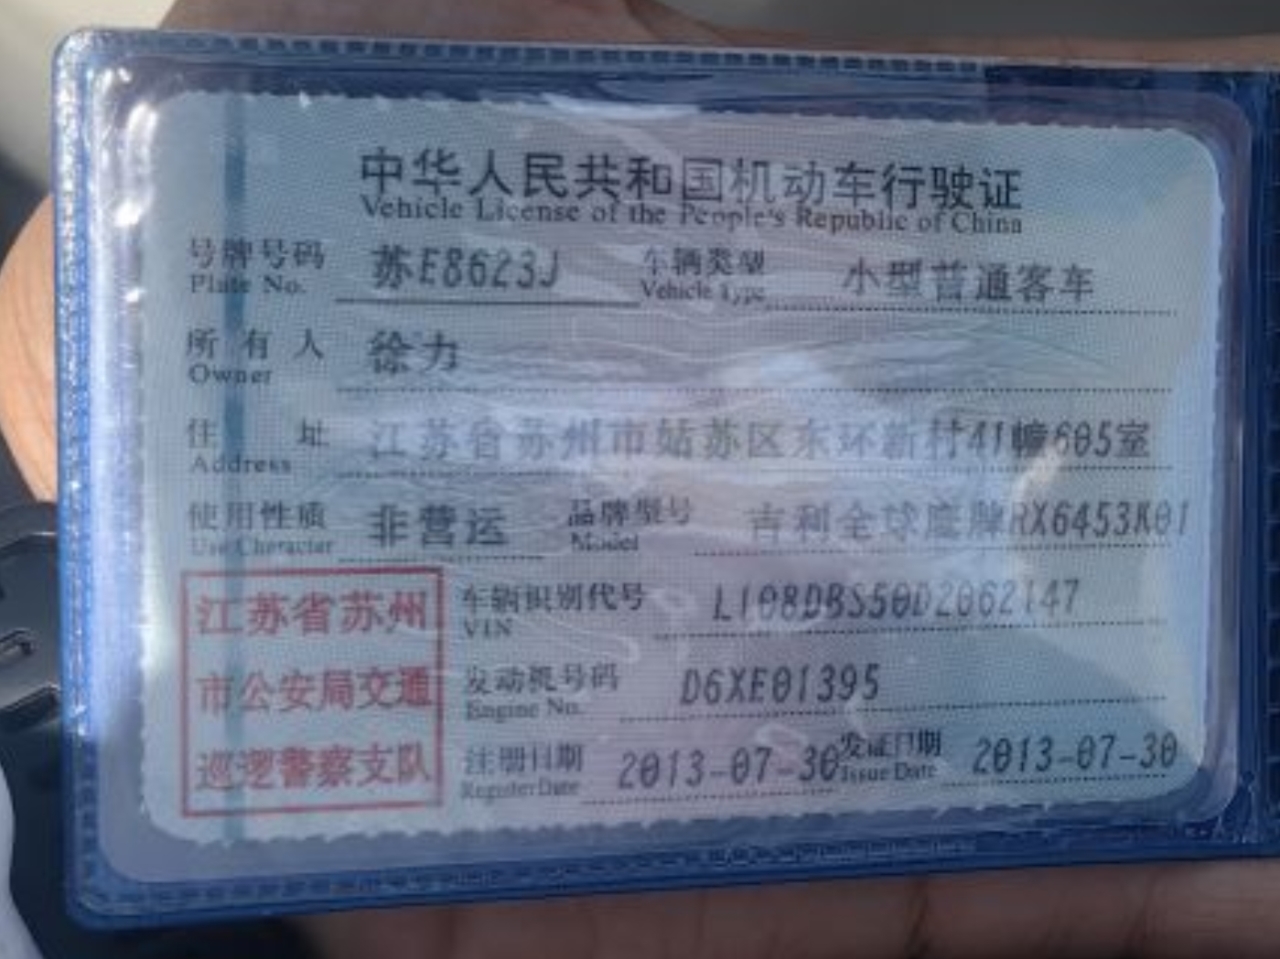 中华人民共和国机动车行驶证
Vehicle License of the People's Republic of China
号牌号码 苏E8623J 车辆类型 小型普通客车
Plate No. Vehicle Type
所有人 徐力
Owner
住址 江苏省苏州市姑苏区东环新村41幢605室
Address
使用性质 非营运 品牌型号 吉利全球鹰牌RX6453K01
Use Character Model
江苏省苏州
市公安局交通
巡逻警察支队
车辆识别代号 L108DBS50D2062147
VIN
发动机号码 D6XE01395
Engine No.
注册日期 2013-07-30 发证日期 2013-07-30
Register Date Issue Date